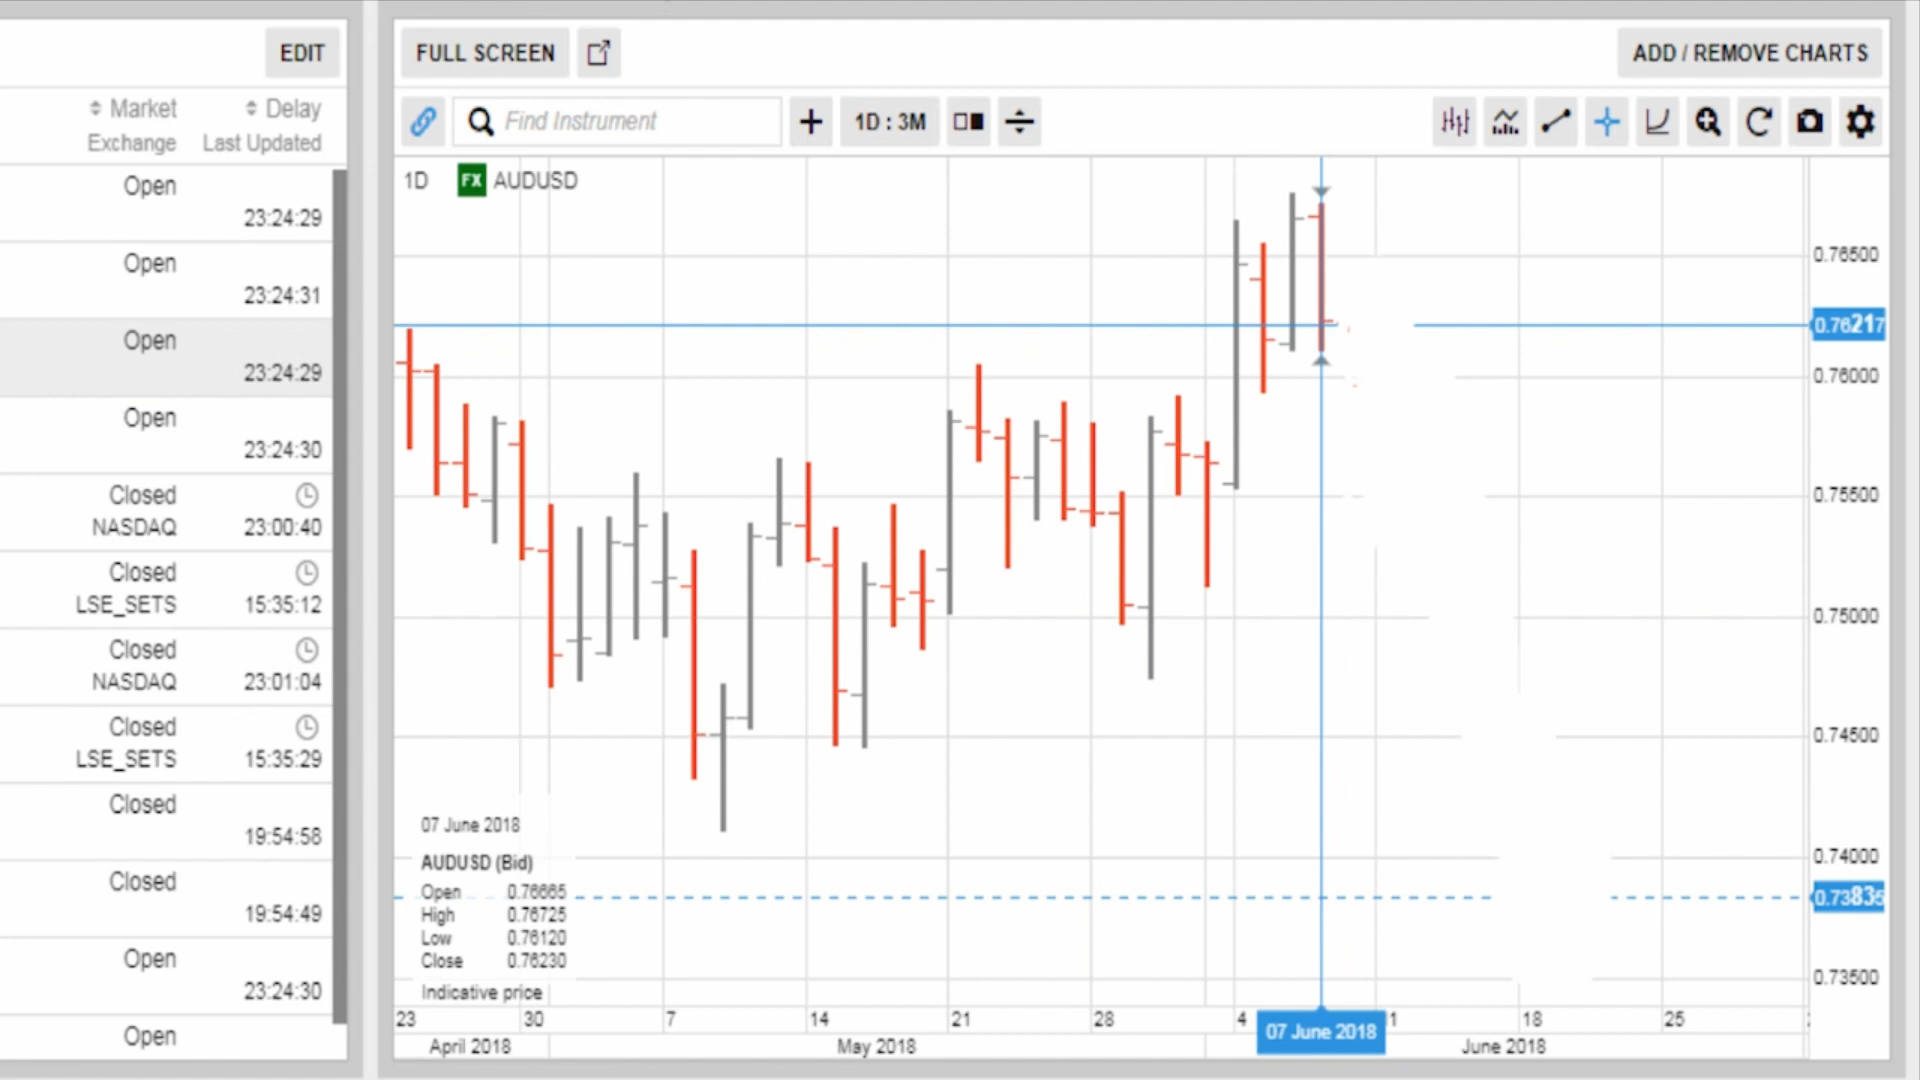 EDIT
FULL SCREEN
ADD / REMOVE CHARTS
Market Delay
Exchange Last Updated
Find Instrument
1D : 3M
1D FX AUDUSD
Open
23:24:29
Open
23:24:31
Open
23:24:29
Open
23:24:30
Closed
NASDAQ 23:00:40
Closed
LSE_SETS 15:35:12
Closed
NASDAQ 23:01:04
Closed
LSE_SETS 15:35:29
Closed
19:54:58
Closed
19:54:49
Open
23:24:30
Open
0.76500
0.76217
0.76000
0.75500
0.75000
0.74500
0.74000
0.73835
0.73500
07 June 2018
AUDUSD (Bid)
Open 0.76665
High 0.76725
Low 0.76120
Close 0.76230
Indicative price
23 30 7 14 21 28 4 07 June 2018 1 18 25
April 2018 May 2018 June 2018